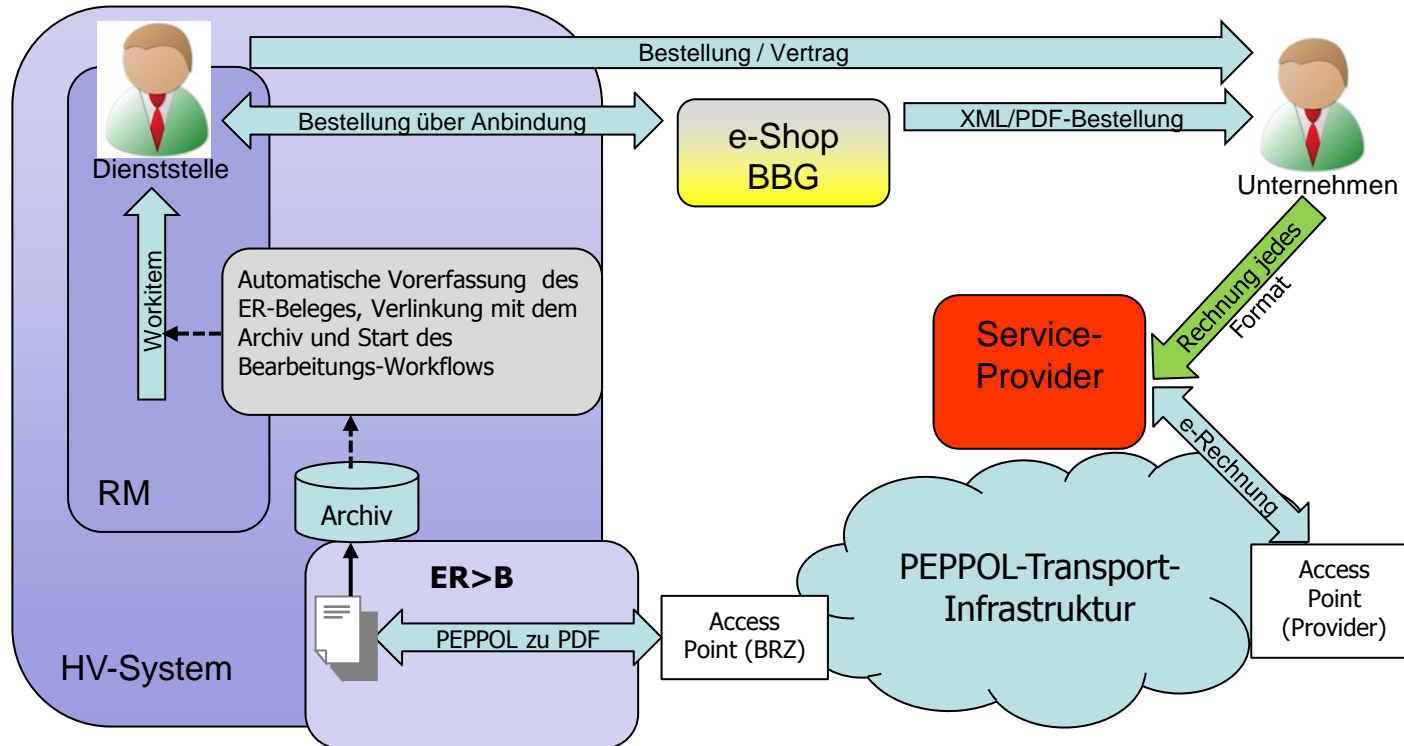 Bestellung / Vertrag
Bestellung über Anbindung
e-Shop
BBG
XML/PDF-Bestellung
Dienststelle
Unternehmen
Workitem
Automatische Vorerfassung des
ER-Beleges, Verlinkung mit dem
Archiv und Start des
Bearbeitungs-Workflows
Rechnung jedes
Format
Service-
Provider
e-Rechnung
RM
Archiv
ER>B
PEPPOL zu PDF
HV-System
Access
Point (BRZ)
PEPPOL-Transport-
Infrastruktur
Access
Point
(Provider)